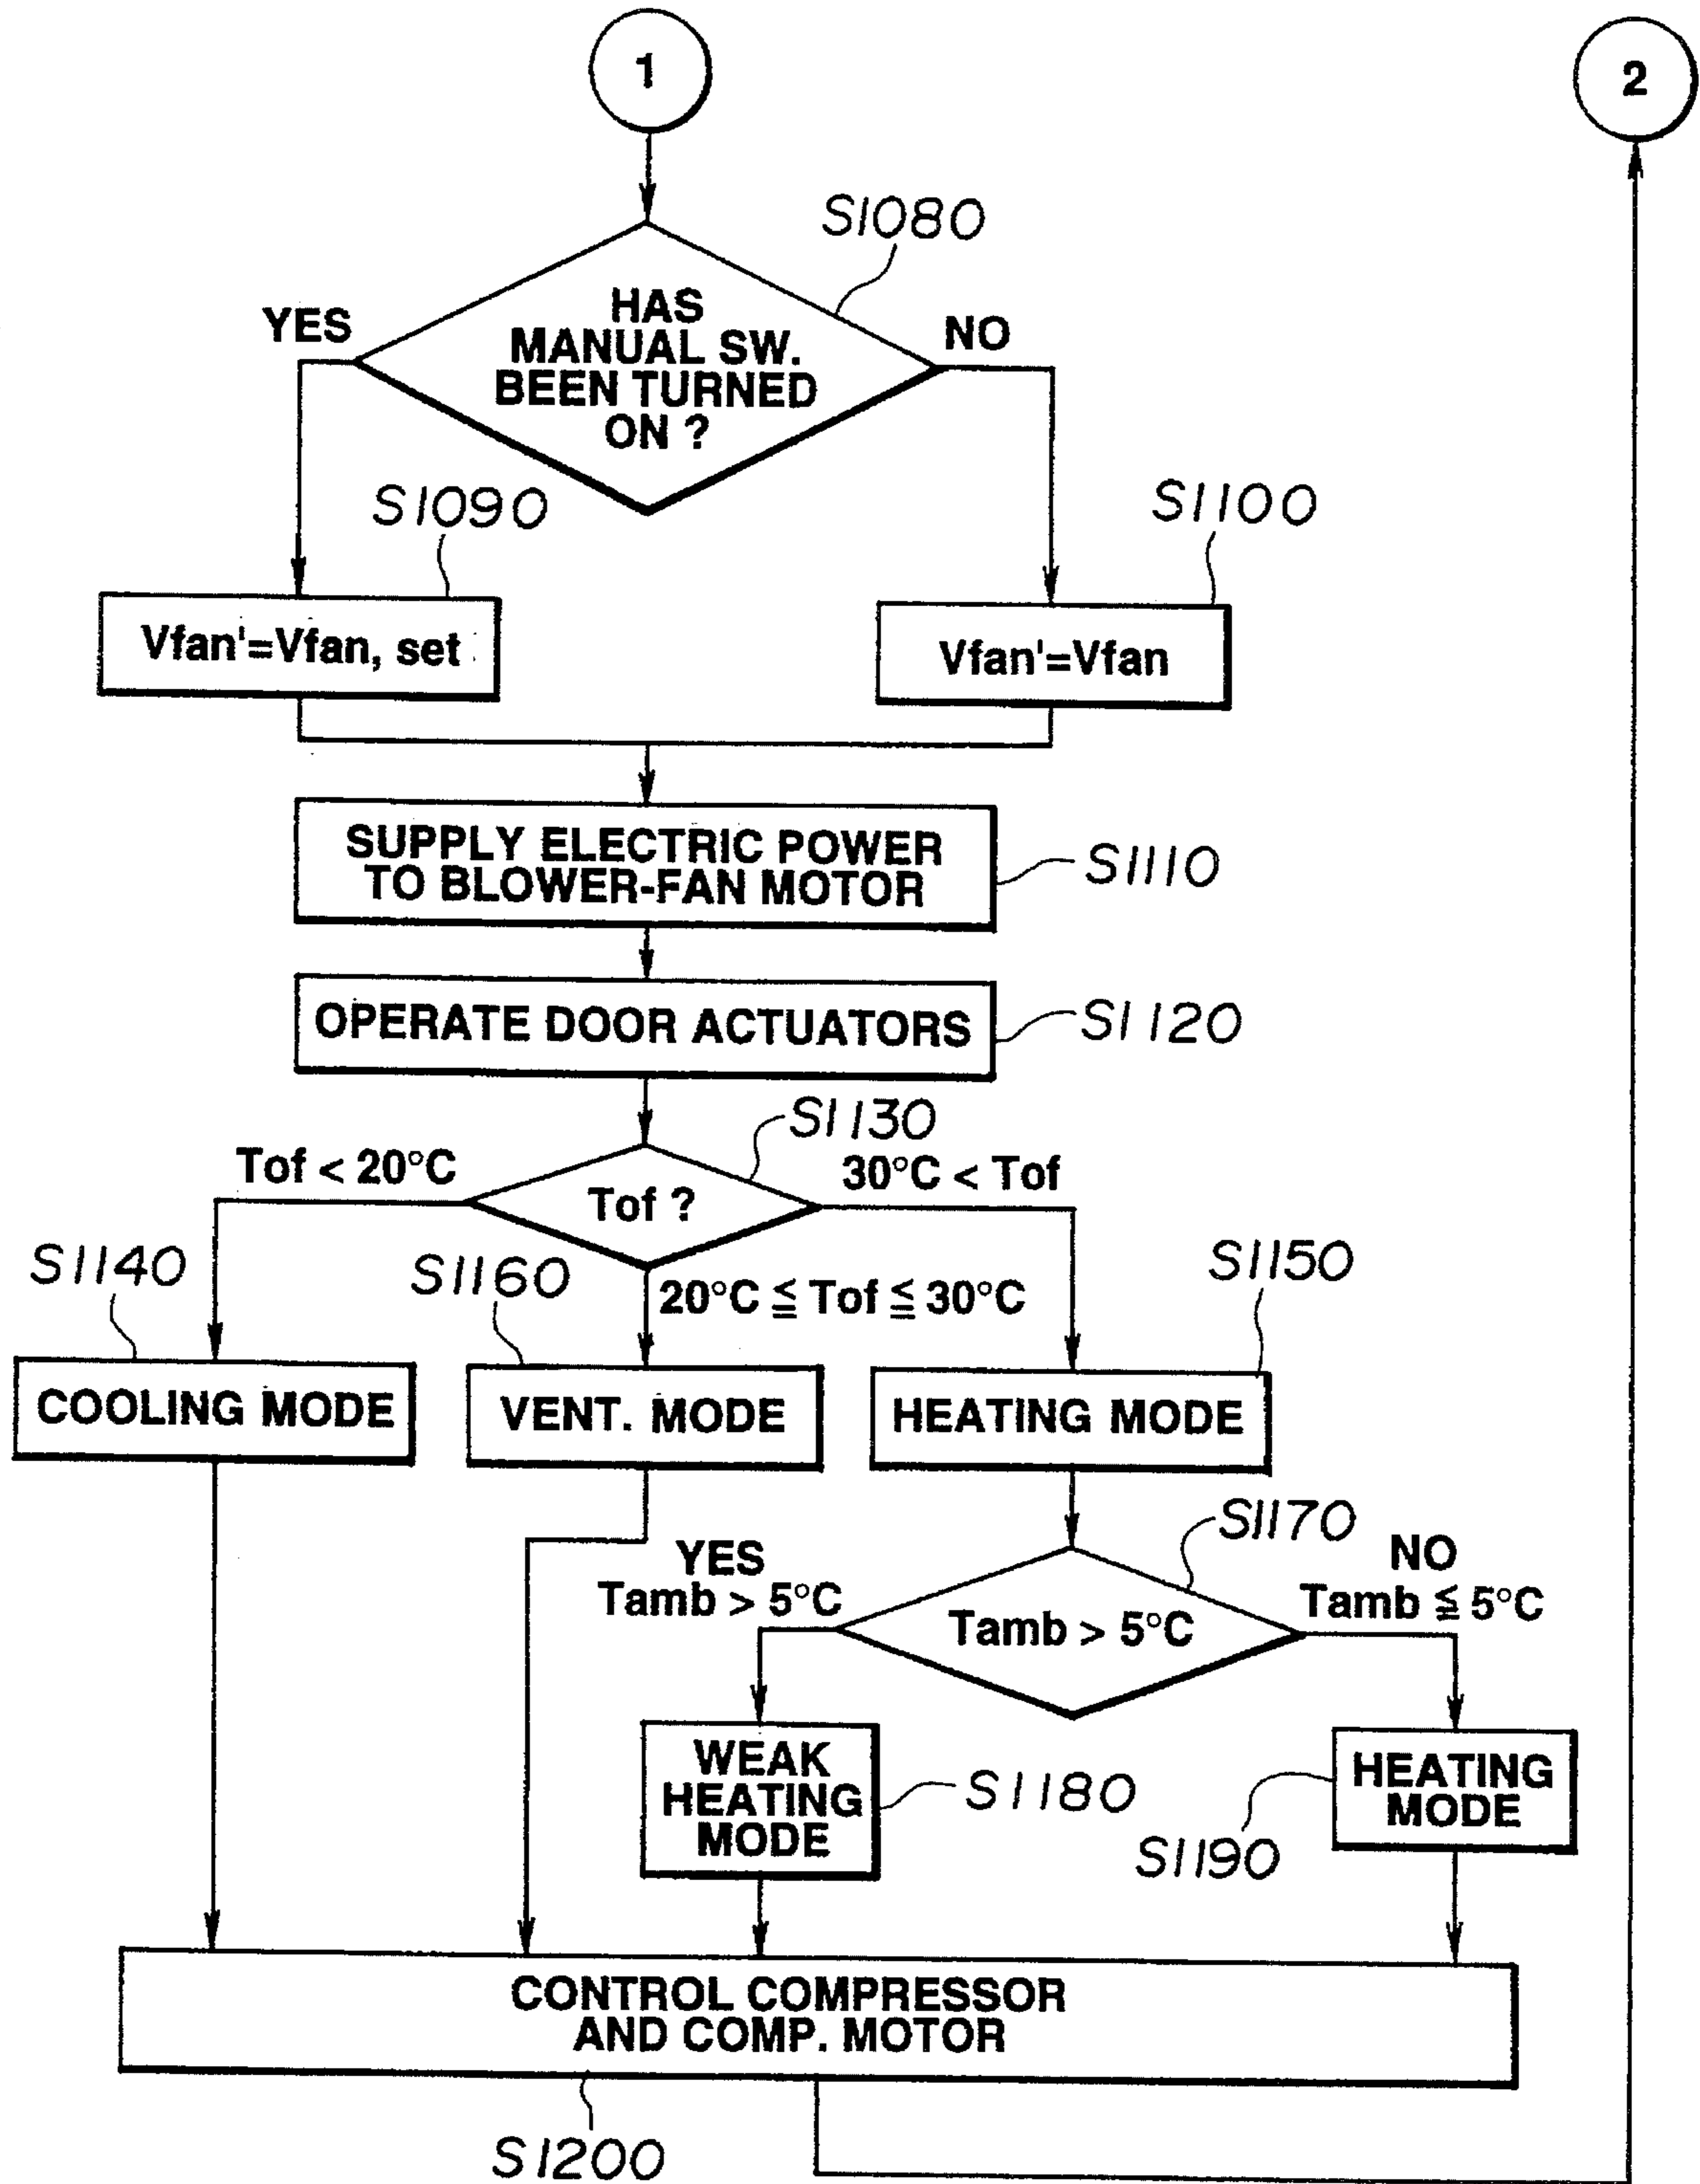 1
2
S1080
YES
HAS
MANUAL SW.
BEEN TURNED
ON ?
NO
S1090
S1100
Vfan'=Vfan, set
Vfan'=Vfan
SUPPLY ELECTRIC POWER
TO BLOWER-FAN MOTOR
S1110
OPERATE DOOR ACTUATORS
S1120
S1130
Tof < 20°C
30°C < Tof
Tof ?
S1140
S1160
20°C ≦ Tof ≦ 30°C
S1150
COOLING MODE
VENT. MODE
HEATING MODE
S1170
YES
Tamb > 5°C
NO
Tamb ≦ 5°C
Tamb > 5°C
WEAK
HEATING
MODE
S1180
HEATING
MODE
S1190
CONTROL COMPRESSOR
AND COMP. MOTOR
S1200